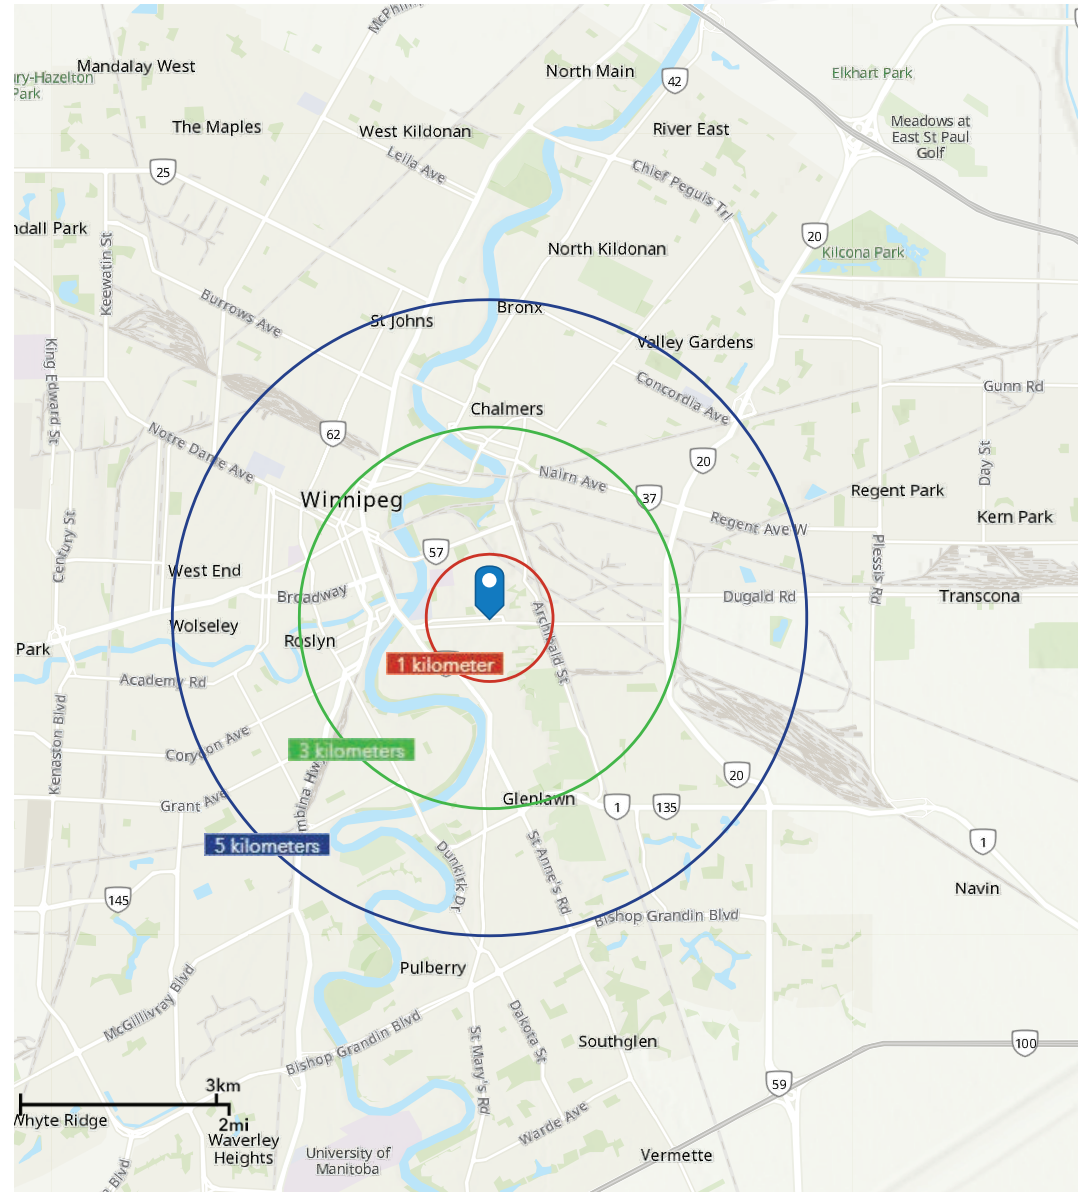 McPhil
Mandalay West
North Main
42
Elkhart Park
ry-Hazelton
Park
The Maples
West Kildonan
River East
Meadows at
East St Paul
Golf
Leila Ave
25
Chief Peguis Trl
ndall Park
20
Keewatin St
North Kildonan
Kilcona Park
Burrows Ave
St Johns
Bronx
Valley Gardens
King Edward St
Concordia Ave
Gunn Rd
Chalmers
62
Notre Dame Ave
20
Day St
Nairn Ave
37
Regent Park
Winnipeg
Regent Ave W
Kern Park
Century St
57
Plessis Rd
West End
Broadway
Dugald Rd
Transcona
Wolseley
Archibald St
Roslyn
Park
1 kilometer
Academy Rd
Kenaston Blvd
Corydon Ave
3 kilometers
20
Grant Ave
mbina Hwy
Glenlawn
1
135
5 kilometers
1
Dunkirk Dr
St Anne's Rd
Navin
145
Bishop Grandin Blvd
Pulberry
McGillivray Blvd
Bishop Grandin Blvd
Dakota St
St Mary's Rd
Southglen
100
3km
59
Whyte Ridge
2mi
Warde Ave
Waverley
Heights
University of
Manitoba
Vermette
Blvd